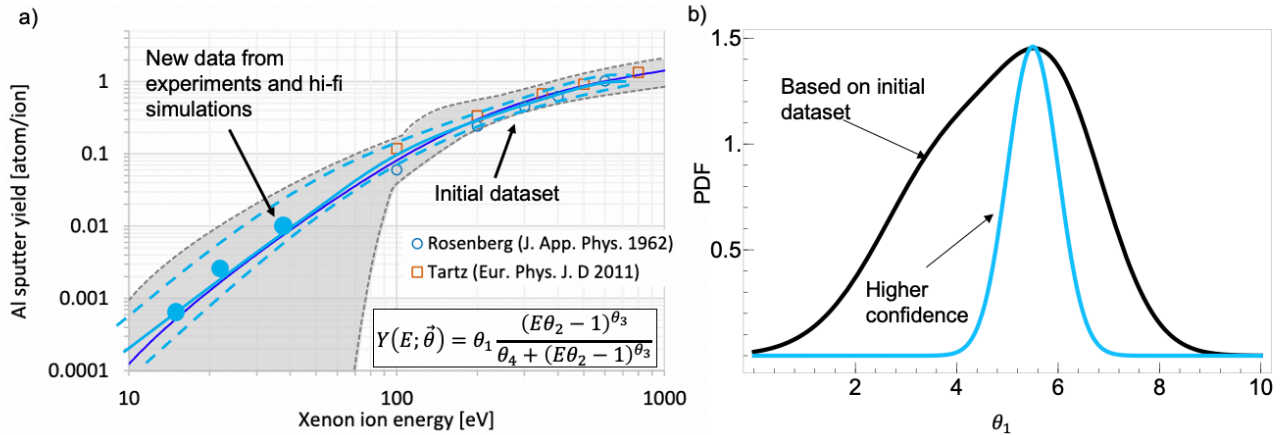 a)
New data from
experiments and hi-fi
simulations
Al sputter yield [atom/ion]
1
0.1
0.01
0.001
0.0001
Initial dataset
Rosenberg (J. App. Phys. 1962)
Tartz (Eur. Phys. J. D 2011)
Y(E; θ⃗) = θ₁ (Eθ₂ − 1)^θ₃ / θ₄ + (Eθ₂ − 1)^θ₃
10 100 1000
Xenon ion energy [eV]
b)
1.5
1.5
1.0
0.5
PDF
Based on initial
dataset
Higher
confidence
2 4 6 8 10
θ₁